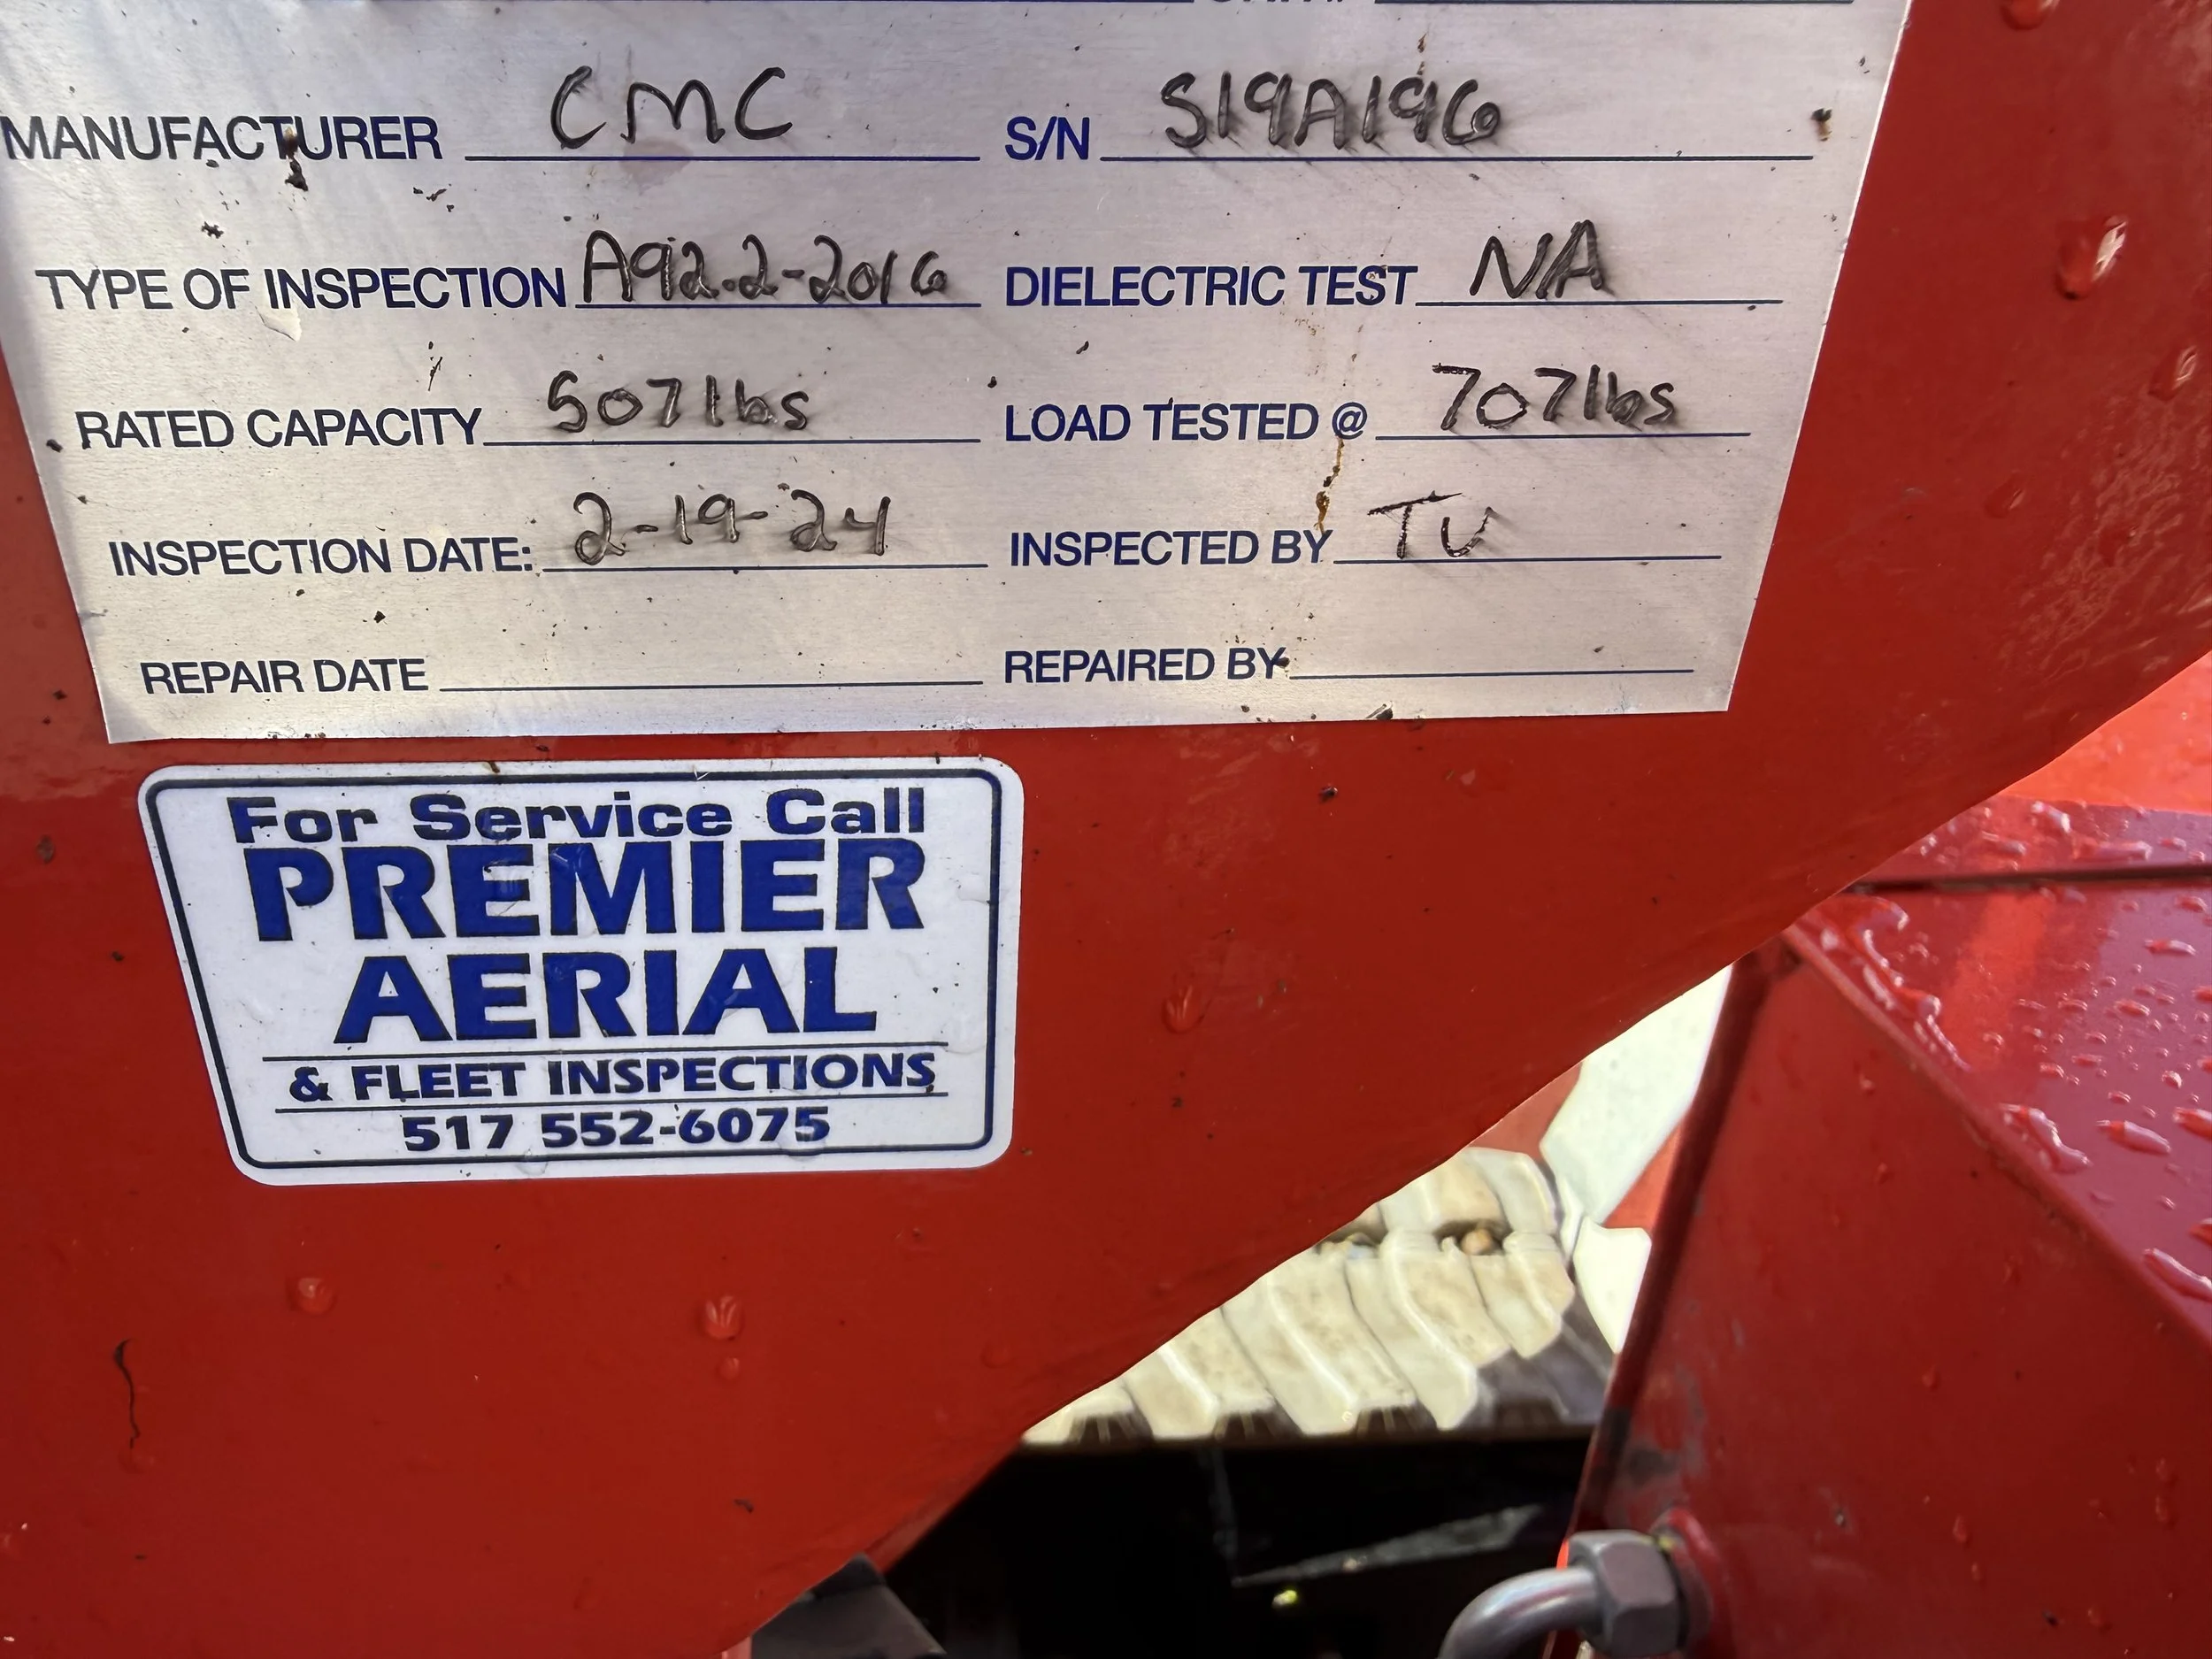 MANUFACTURER CMC S/N S19A196
TYPE OF INSPECTION A92.2-2016 DIELECTRIC TEST NA
RATED CAPACITY 507lbs LOAD TESTED @ 707lbs
INSPECTION DATE: 2-19-24 INSPECTED BY TU
REPAIR DATE REPAIRED BY
For Service Call
PREMIER
AERIAL
& FLEET INSPECTIONS
517 552-6075